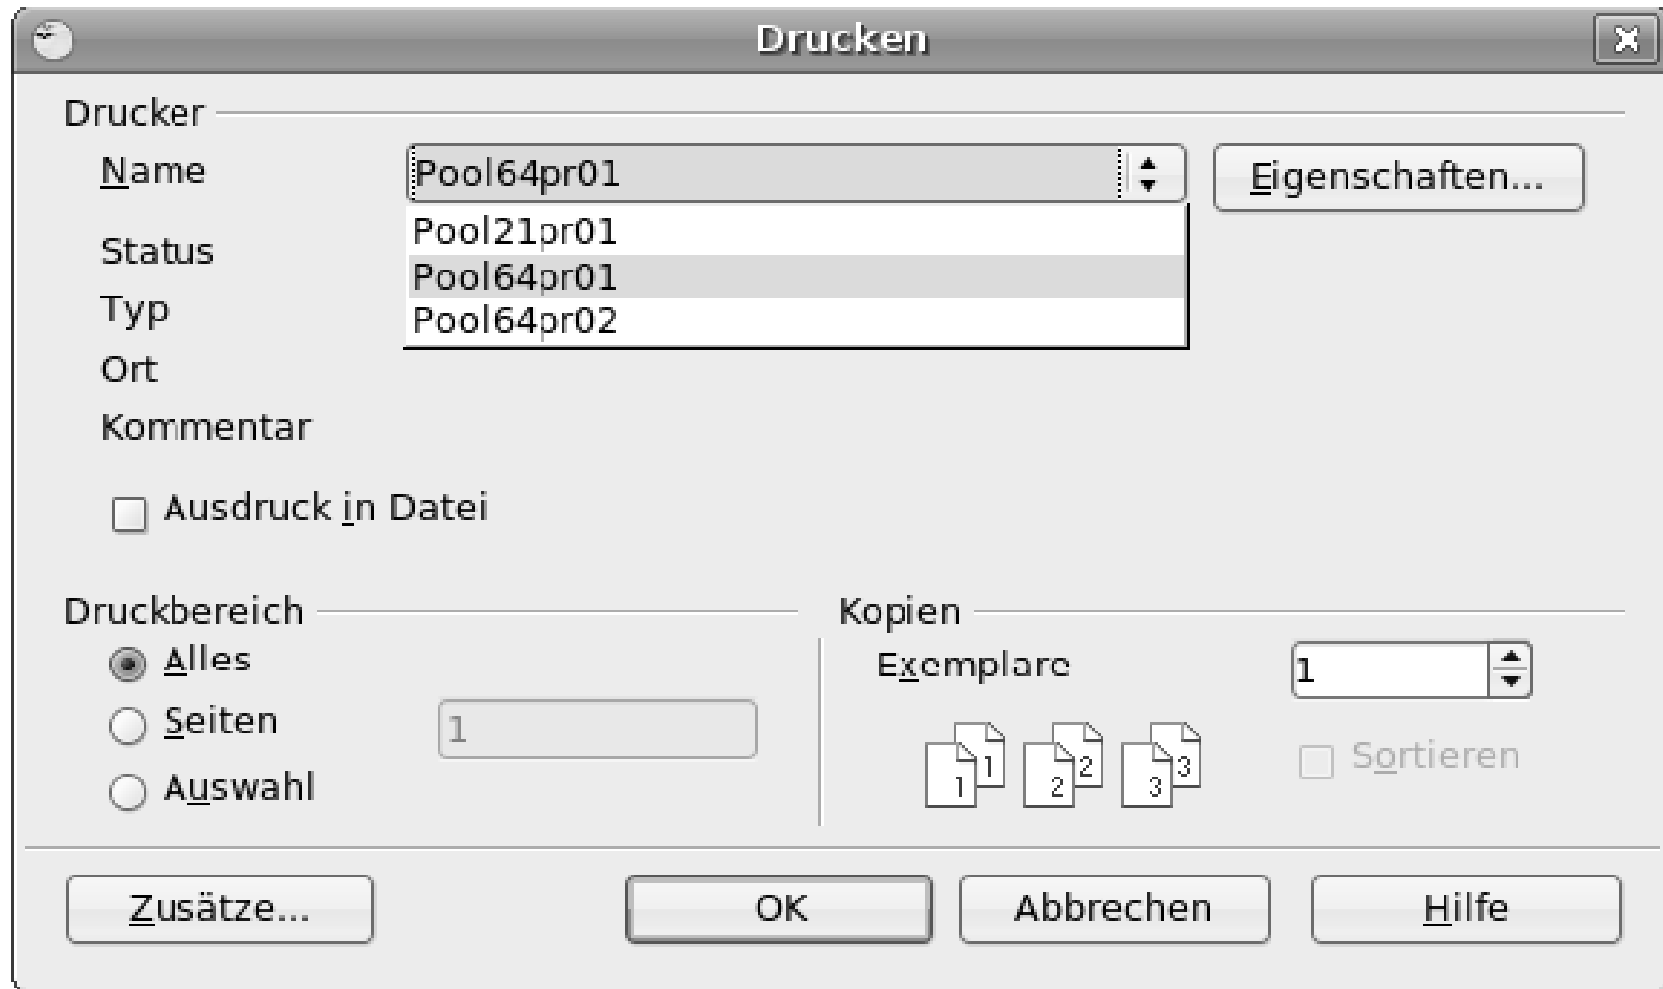 Drucken
Drucker
Name Pool64pr01 Eigenschaften...
Pool21pr01
Status
Pool64pr01
Typ
Pool64pr02
Ort
Kommentar
Ausdruck in Datei
Druckbereich
Alles
Seiten 1
Auswahl
Kopien
Exemplare 1
1 1 2 2 3 3
Sortieren
Zusätze... OK Abbrechen Hilfe